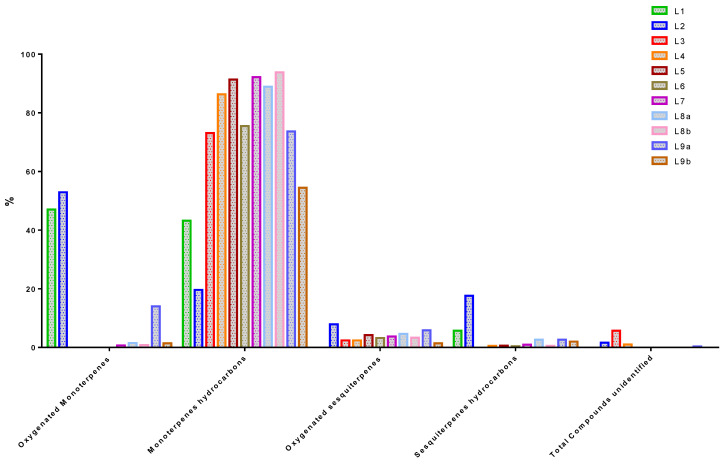 L1
L2
L3
L4
L5
L6
L7
L8a
L8b
L9a
L9b
100
80
60
40
20
0
%
Oxygenated Monoterpenes
Monoterpenes hydrocarbons
Oxygenated sesquiterpenes
Sesquiterpenes hydrocarbons
Total Compounds unidentified